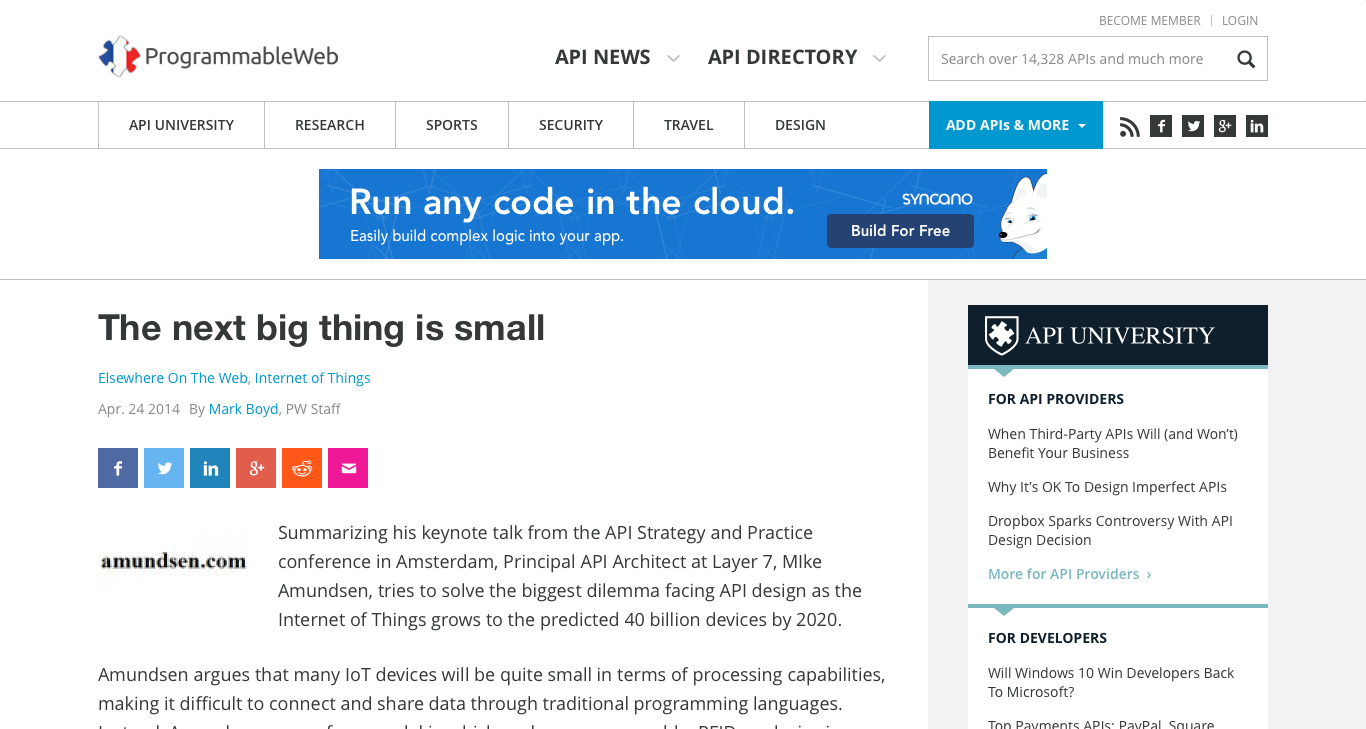 BECOME MEMBER | LOGIN
ProgrammableWeb
API NEWS API DIRECTORY
Search over 14,328 APIs and much more
API UNIVERSITY RESEARCH SPORTS SECURITY TRAVEL DESIGN
ADD APIs & MORE
Run any code in the cloud.
Easily build complex logic into your app.
syncano
Build For Free
The next big thing is small
Elsewhere On The Web, Internet of Things
Apr. 24 2014 By Mark Boyd, PW Staff
amundsen.com
Summarizing his keynote talk from the API Strategy and Practice
conference in Amsterdam, Principal API Architect at Layer 7, MIke
Amundsen, tries to solve the biggest dilemma facing API design as the
Internet of Things grows to the predicted 40 billion devices by 2020.
Amundsen argues that many IoT devices will be quite small in terms of processing capabilities,
making it difficult to connect and share data through traditional programming languages.
API UNIVERSITY
FOR API PROVIDERS
When Third-Party APIs Will (and Won’t)
Benefit Your Business
Why It’s OK To Design Imperfect APIs
Dropbox Sparks Controversy With API
Design Decision
More for API Providers ›
FOR DEVELOPERS
Will Windows 10 Win Developers Back
To Microsoft?
Top Payments APIs: PayPal, Square